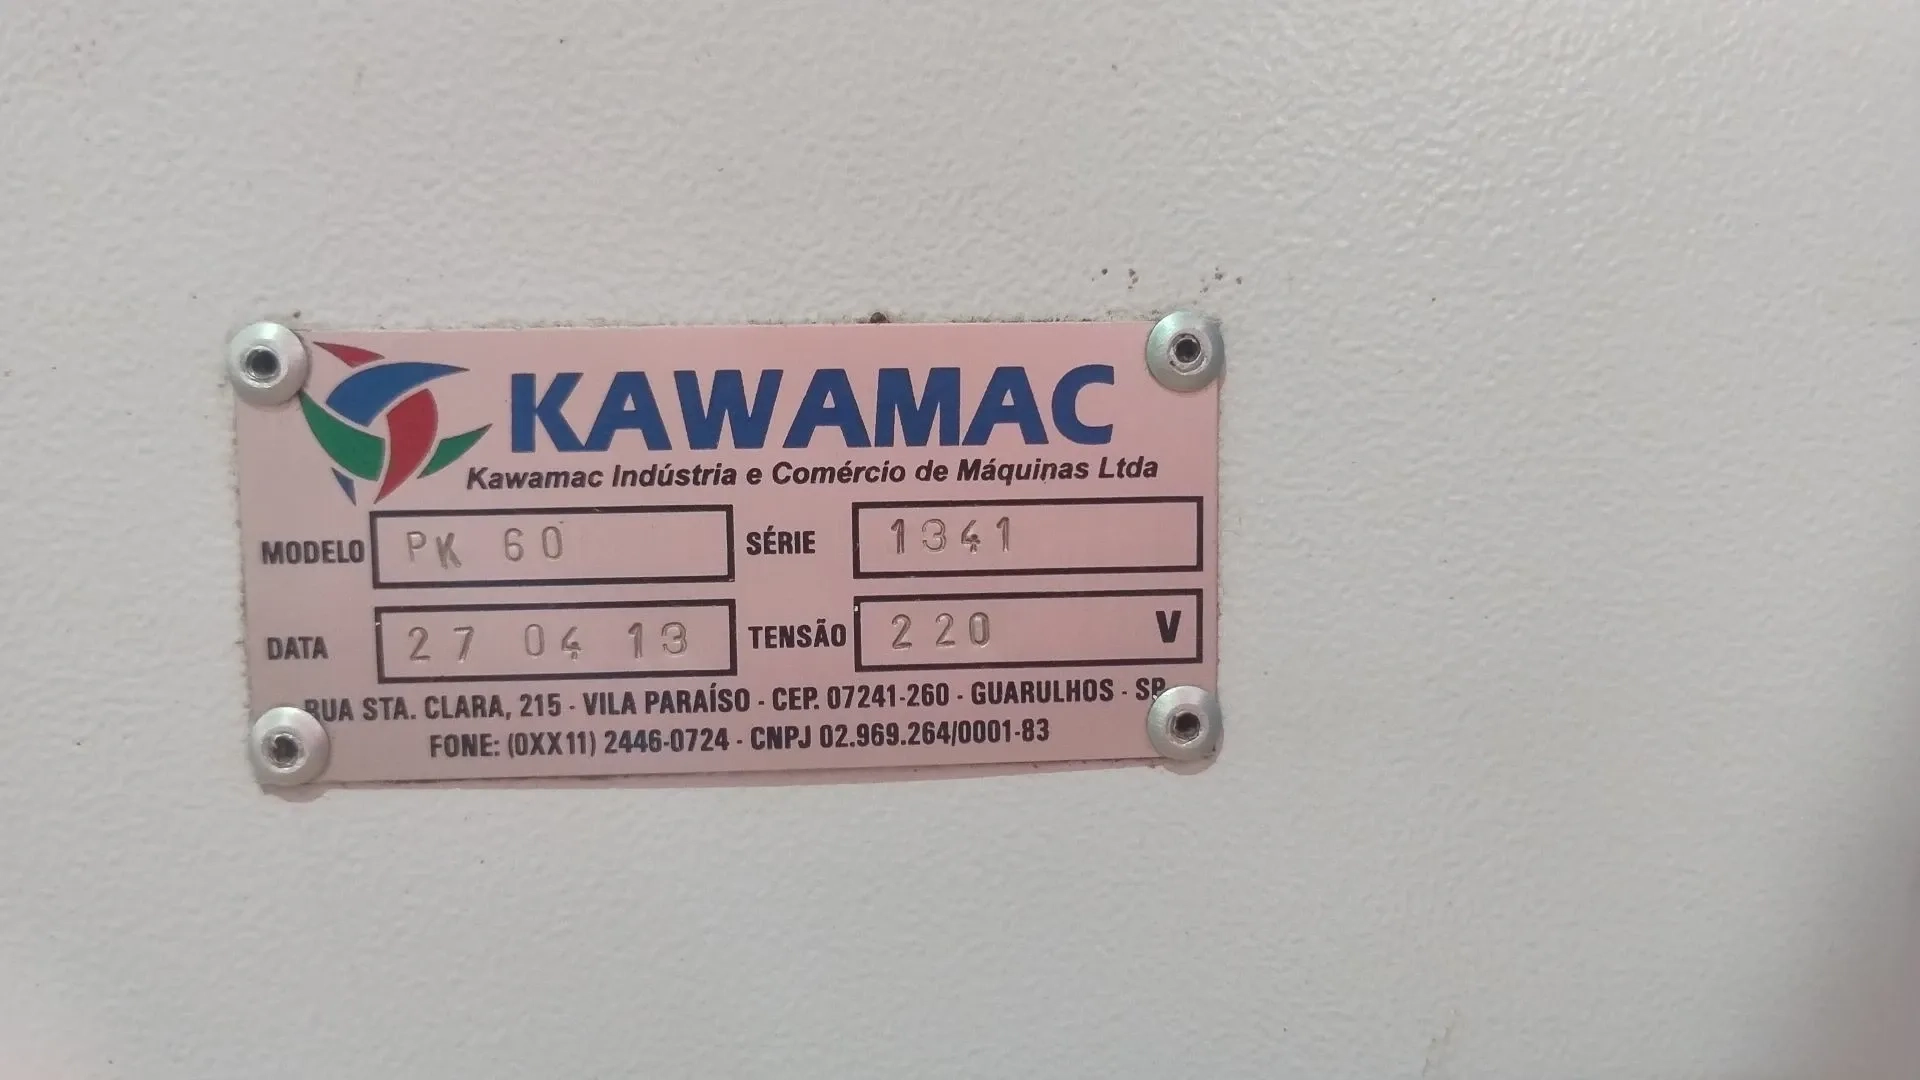 KAWAMAC
Kawamac Indústria e Comércio de Máquinas Ltda
MODELO PK 60 SÉRIE 1341
DATA 27 04 13 TENSÃO 220 V
RUA STA. CLARA, 215 - VILA PARAÍSO - CEP. 07241-260 - GUARULHOS - SP
FONE: (0XX11) 2446-0724 - CNPJ 02.969.264/0001-83